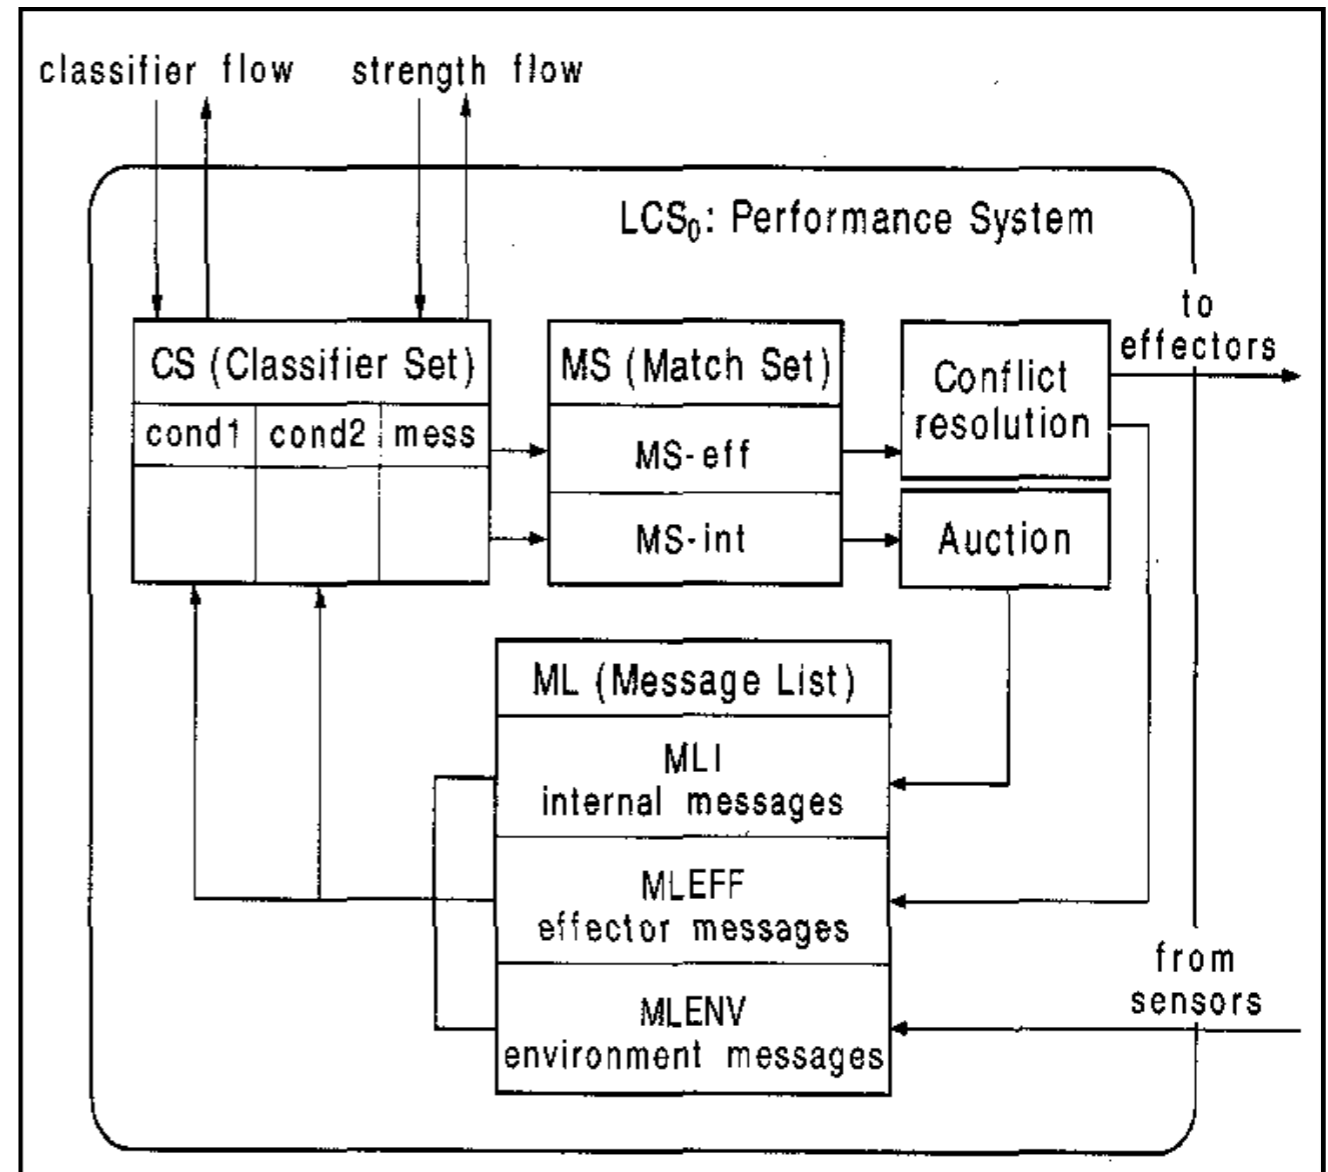 classifier flow
strength flow
LCS₀: Performance System
to
effectors
CS (Classifier Set)
cond1
cond2
mess
MS (Match Set)
MS-eff
MS-int
Conflict
resolution
Auction
ML (Message List)
MLI
internal messages
MLEFF
effector messages
MLENV
environment messages
from
sensors